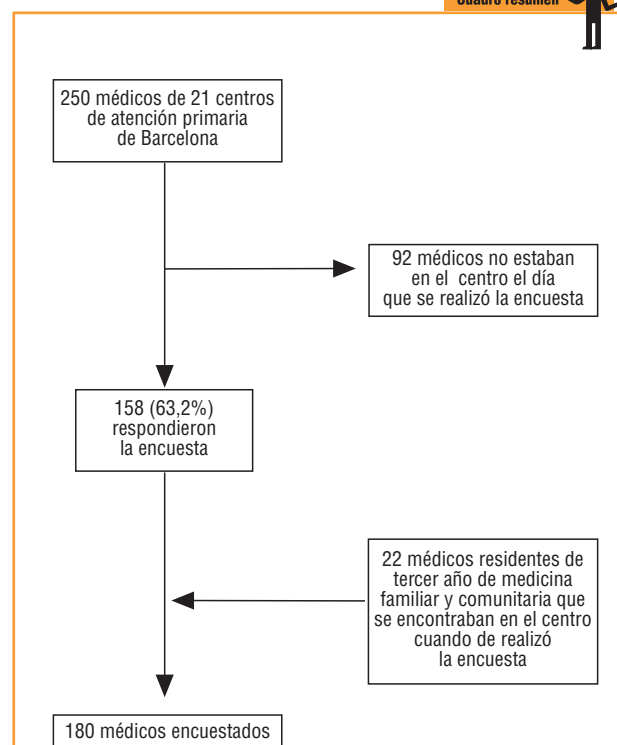 Cuadro resumen
250 médicos de 21 centros
de atención primaria
de Barcelona
92 médicos no estaban
en el centro el día
que se realizó la encuesta
158 (63,2%)
respondieron
la encuesta
22 médicos residentes de
tercer año de medicina
familiar y comunitaria que
se encontraban en el centro
cuando de realizó
la encuesta
180 médicos encuestados